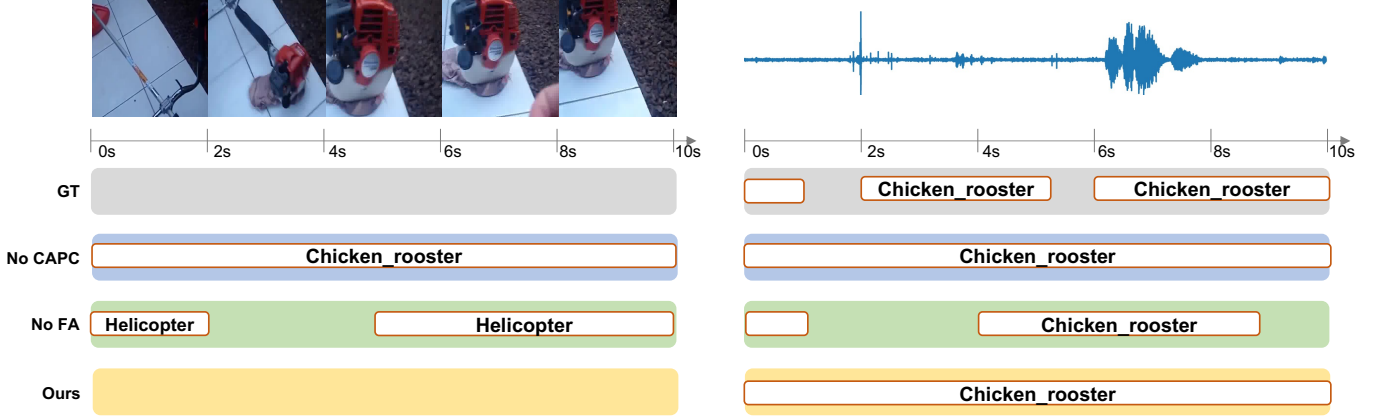 0s 2s 4s 6s 8s 10s 0s 2s 4s 6s 8s 10s
GT Chicken_rooster Chicken_rooster
No CAPC Chicken_rooster Chicken_rooster
No FA Helicopter Helicopter Chicken_rooster
Ours Chicken_rooster